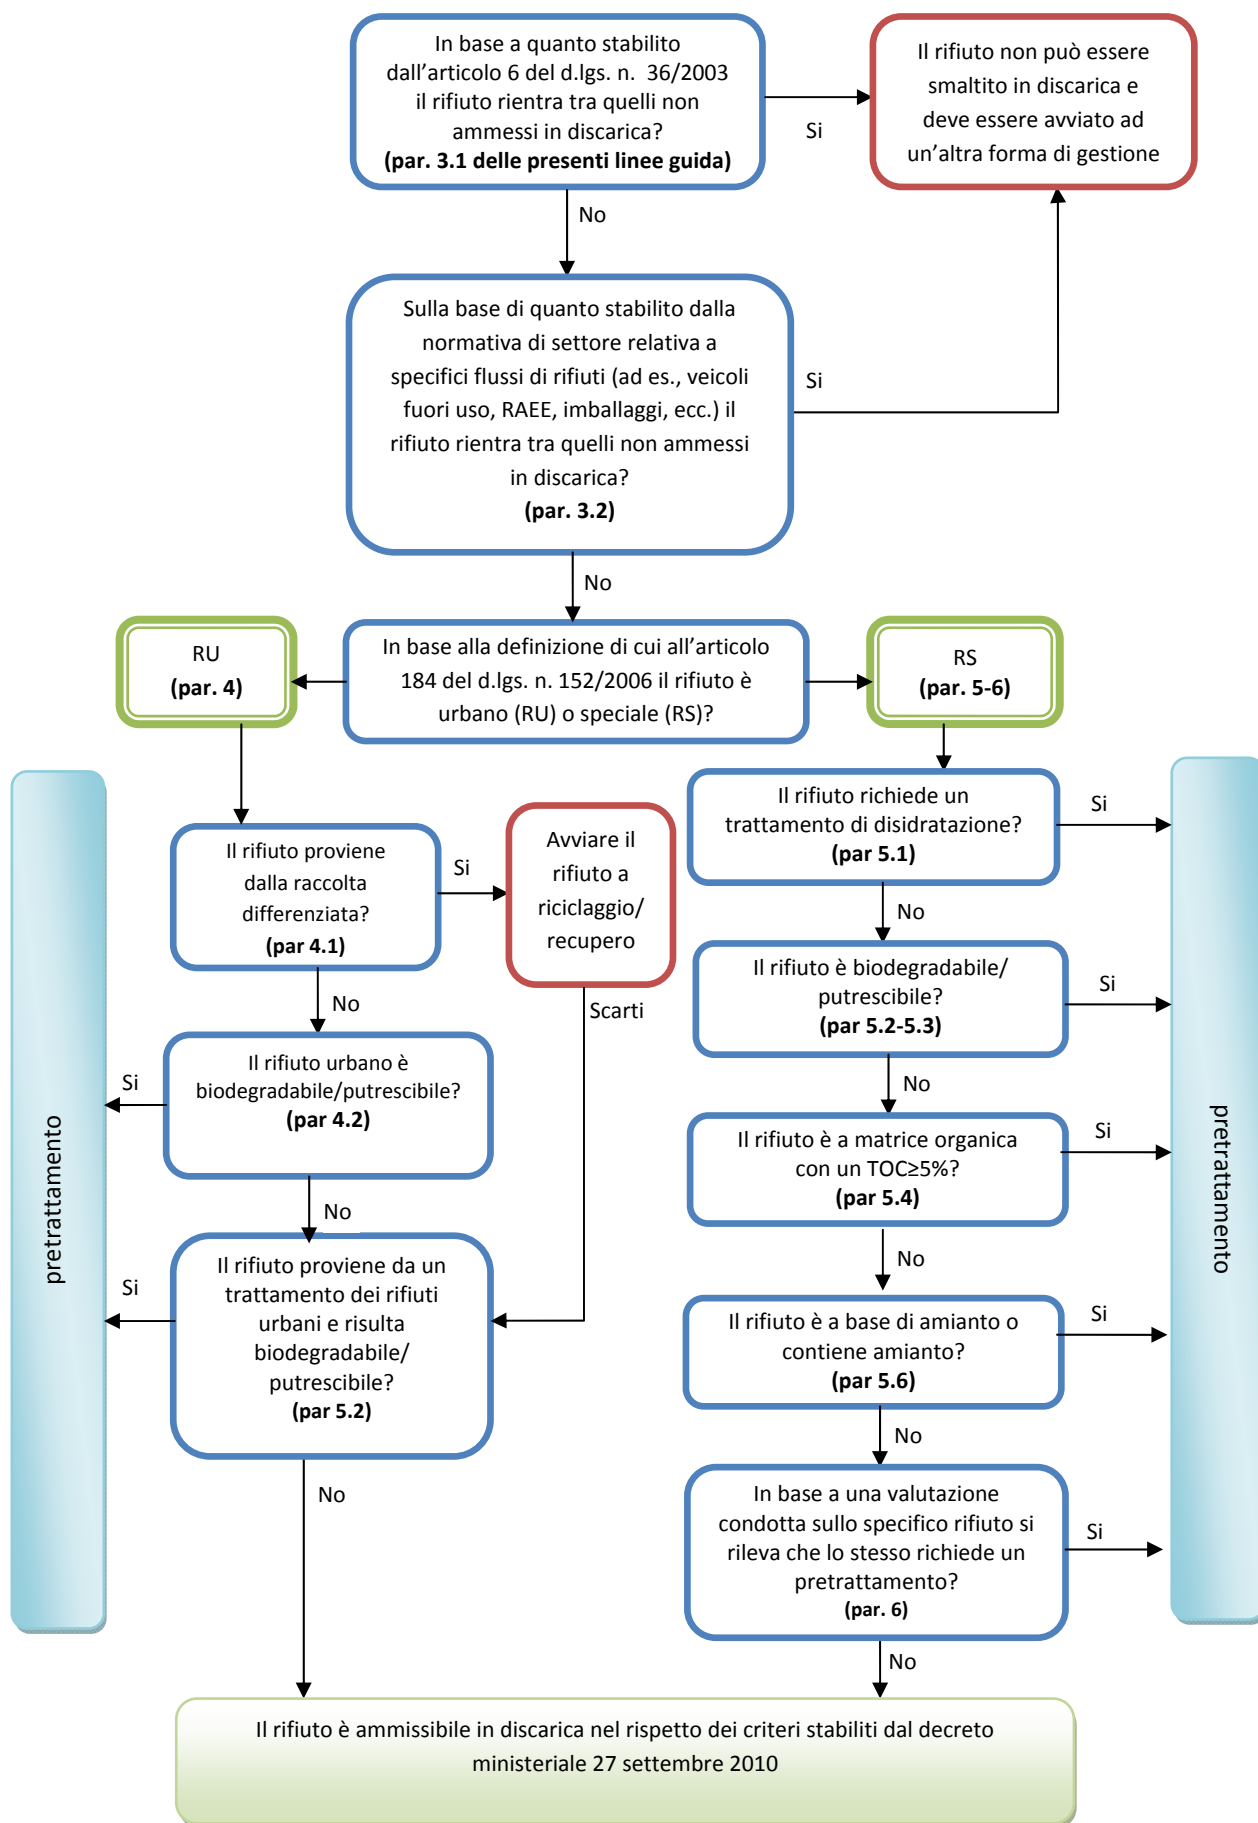 In base a quanto stabilito
dall'articolo 6 del d.lgs. n. 36/2003
il rifiuto rientra tra quelli non
ammessi in discarica?
(par. 3.1 delle presenti linee guida)
Si
Il rifiuto non può essere
smaltito in discarica e
deve essere avviato ad
un'altra forma di gestione
No
Sulla base di quanto stabilito dalla
normativa di settore relativa a
specifici flussi di rifiuti (ad es., veicoli
fuori uso, RAEE, imballaggi, ecc.) il
rifiuto rientra tra quelli non ammessi
in discarica?
(par. 3.2)
Si
No
In base alla definizione di cui all'articolo
184 del d.lgs. n. 152/2006 il rifiuto è
urbano (RU) o speciale (RS)?
RU
(par. 4)
RS
(par. 5-6)
pretrattamento
Il rifiuto proviene
dalla raccolta
differenziata?
(par 4.1)
Si
Avviare il
rifiuto a
riciclaggio/
recupero
No
Scarti
Il rifiuto urbano è
biodegradabile/putrescibile?
(par 4.2)
Si
No
Il rifiuto proviene da un
trattamento dei rifiuti
urbani e risulta
biodegradabile/
putrescibile?
(par 5.2)
Si
No
Il rifiuto richiede un
trattamento di disidratazione?
(par 5.1)
Si
No
Il rifiuto è biodegradabile/
putrescibile?
(par 5.2-5.3)
Si
No
Il rifiuto è a matrice organica
con un TOC≥5%?
(par 5.4)
Si
No
Il rifiuto è a base di amianto o
contiene amianto?
(par 5.6)
Si
No
In base a una valutazione
condotta sullo specifico rifiuto si
rileva che lo stesso richiede un
pretrattamento?
(par. 6)
Si
No
pretrattamento
Il rifiuto è ammissibile in discarica nel rispetto dei criteri stabiliti dal decreto
ministeriale 27 settembre 2010